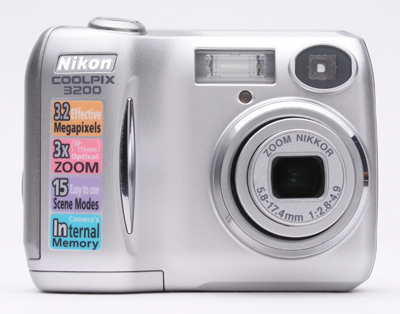 Nikon
COOLPIX
3200
3.2 Effective
Megapixels
3x Optical
ZOOM
15 Easy to use
Scene Modes
Camera's
Internal
Memory
ZOOM NIKKOR
5.8-17.4mm 1:2.8-4.9